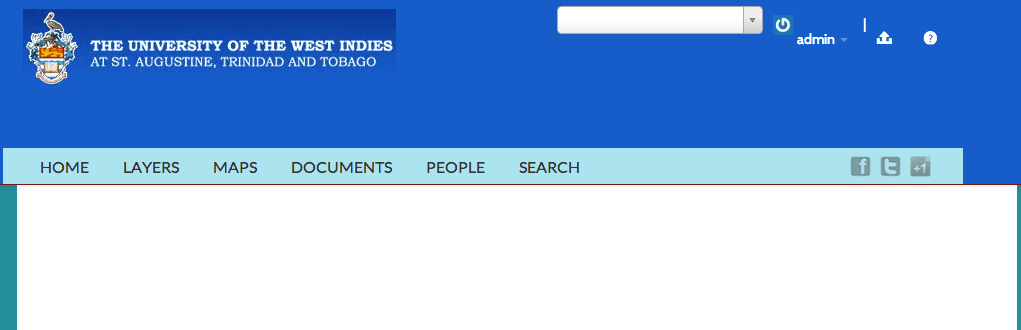 THE UNIVERSITY OF THE WEST INDIES
AT ST. AUGUSTINE, TRINIDAD AND TOBAGO
admin
HOME LAYERS MAPS DOCUMENTS PEOPLE SEARCH
+1